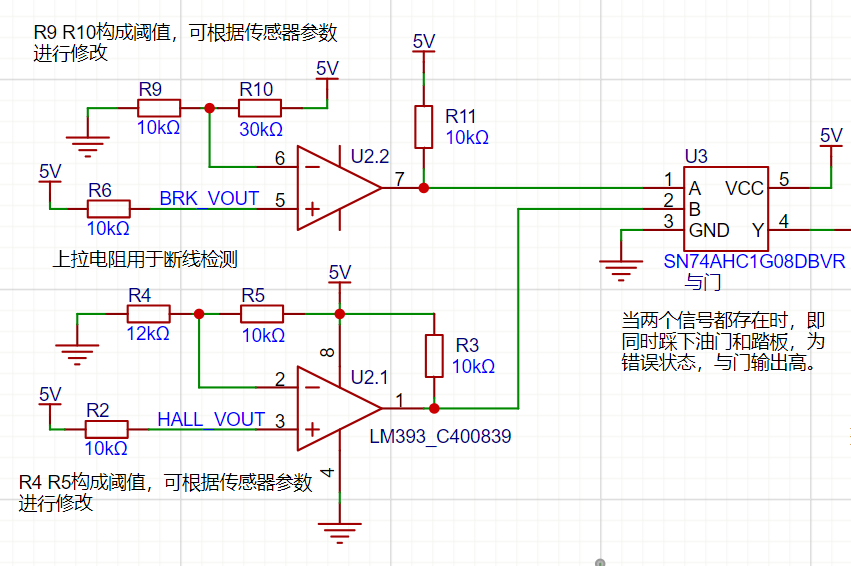 R9 R10构成阈值，可根据传感器参数
进行修改
5V
5V
R9
R10
10kΩ
30kΩ
R11
10kΩ
6
U2.2
7
5V
R6
BRK_VOUT
5
10kΩ
上拉电阻用于断线检测
U3
5V
1
A
VCC
5
2
B
3
GND
Y
4
SN74AHC1G08DBVR
与门
当两个信号都存在时，即
同时踩下油门和踏板，为
错误状态，与门输出高。
5V
R4
R5
12kΩ
10kΩ
8
R3
10kΩ
2
U2.1
1
5V
R2
HALL_VOUT
3
10kΩ
LM393_C400839
4
R4 R5构成阈值，可根据传感器参数
进行修改